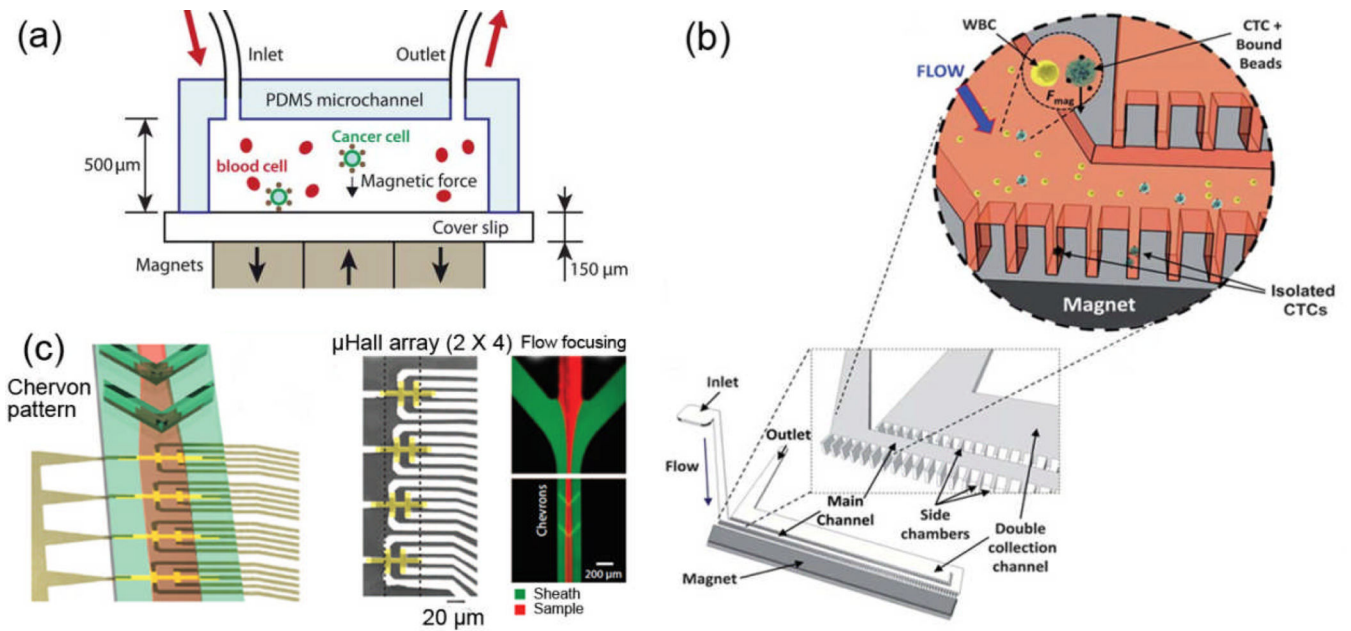 (a)
Inlet
Outlet
PDMS microchannel
500 μm
Cancer cell
blood cell
Magnetic force
Cover slip
Magnets
150 μm
(b)
WBC
CTC +
Bound
Beads
FLOW
Fmag
Magnet
Isolated
CTCs
Inlet
Outlet
Flow
Main
Channel
Side
chambers
Double
collection
channel
Magnet
(c)
Chervon
pattern
μHall array (2 X 4)
20 μm
Flow focusing
Chevrons
200 μm
Sheath
Sample